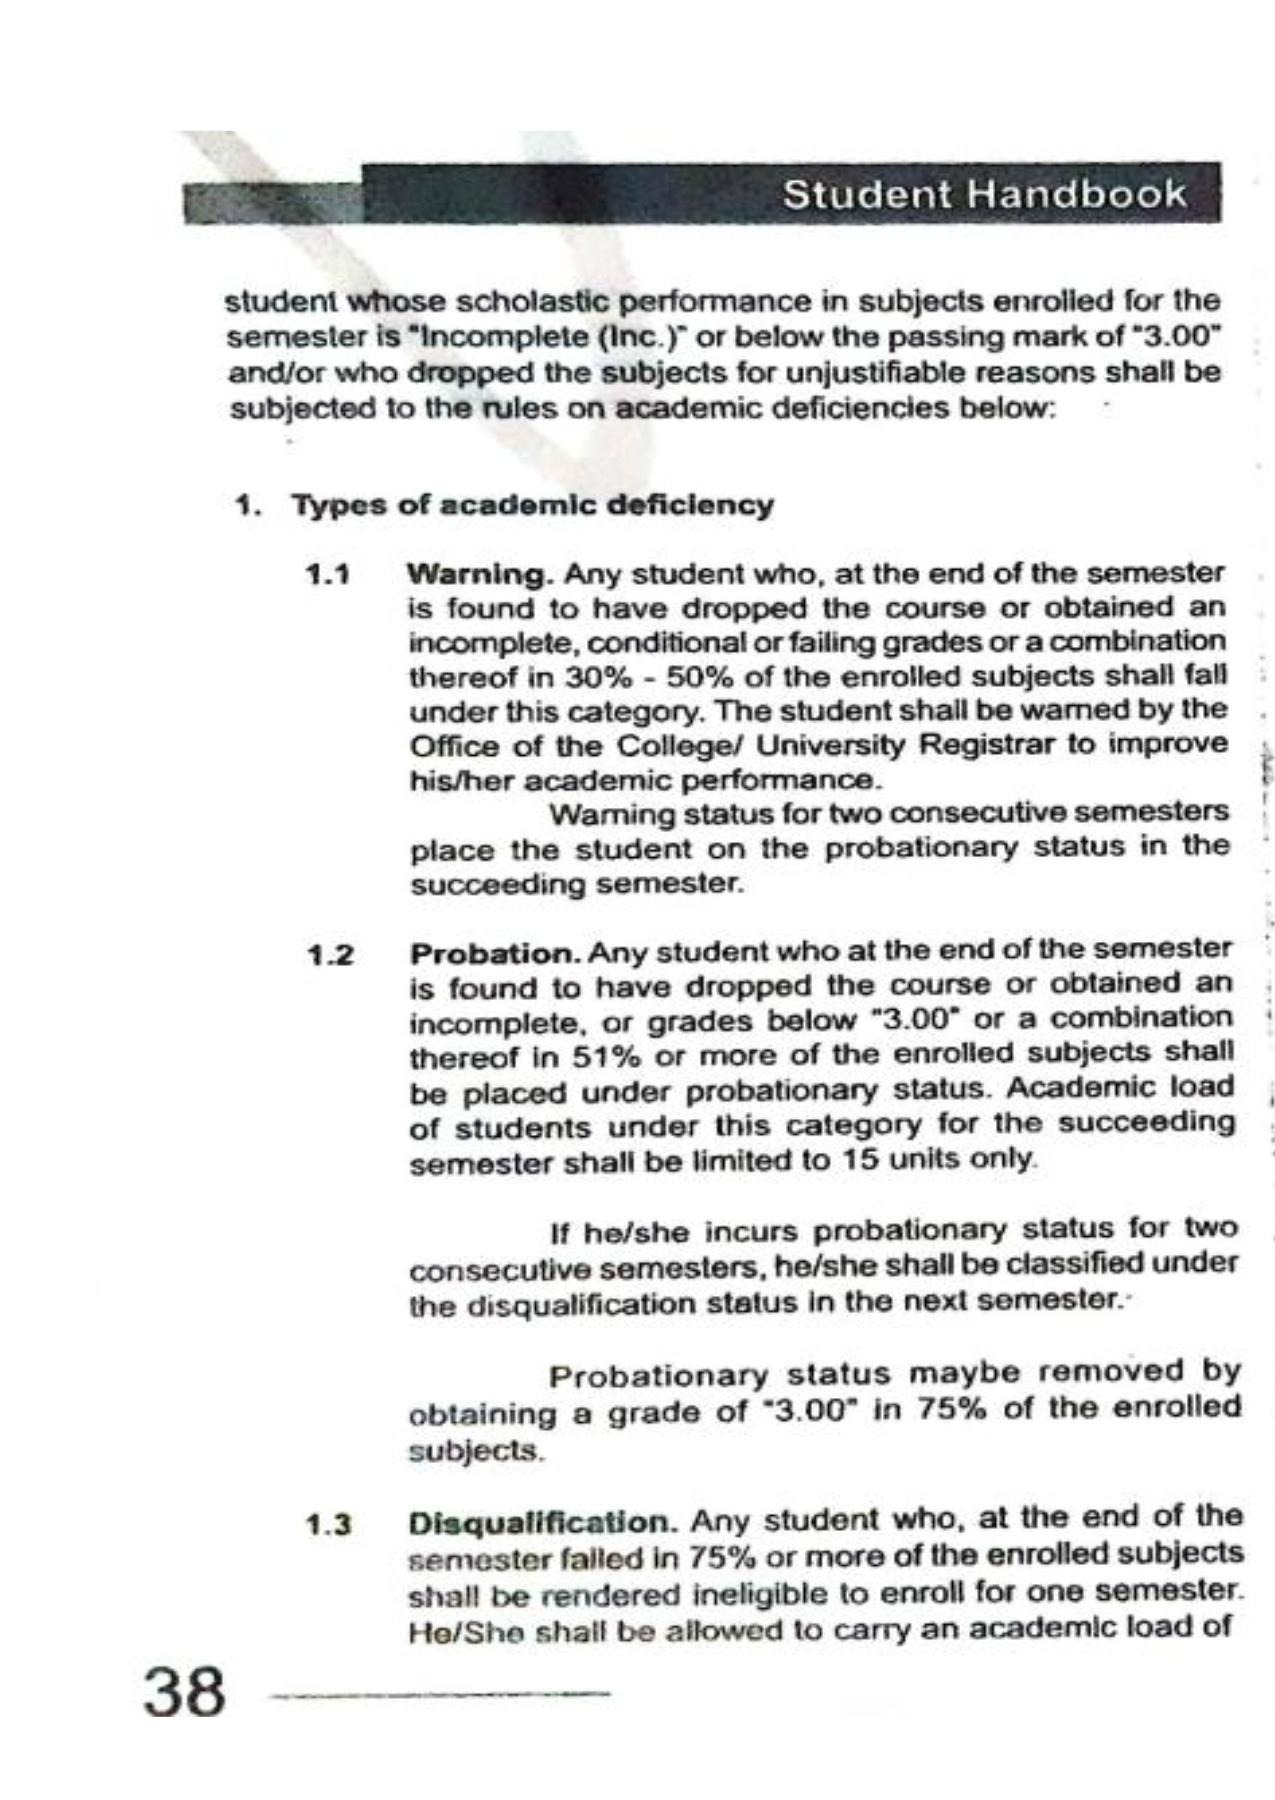 Student Handbook
student whose scholastic performance in subjects enrolled for the
semester is "Incomplete (Inc.)" or below the passing mark of "3.00"
and/or who dropped the subjects for unjustifiable reasons shall be
subjected to the rules on academic deficiencies below:
1. Types of academic deficiency
1.1 Warning. Any student who, at the end of the semester
is found to have dropped the course or obtained an
incomplete, conditional or failing grades or a combination
thereof in 30% - 50% of the enrolled subjects shall fall
under this category. The student shall be warned by the
Office of the College/ University Registrar to improve
his/her academic performance.
Warning status for two consecutive semesters
place the student on the probationary status in the
succeeding semester.
1.2 Probation. Any student who at the end of the semester
is found to have dropped the course or obtained an
incomplete, or grades below "3.00" or a combination
thereof in 51% or more of the enrolled subjects shall
be placed under probationary status. Academic load
of students under this category for the succeeding
semester shall be limited to 15 units only.
If he/she incurs probationary status for two
consecutive semesters, he/she shall be classified under
the disqualification status in the next semester.
Probationary status maybe removed by
obtaining a grade of "3.00" in 75% of the enrolled
subjects.
1.3 Disqualification. Any student who, at the end of the
semester failed in 75% or more of the enrolled subjects
shall be rendered ineligible to enroll for one semester.
He/She shall be allowed to carry an academic load of
38